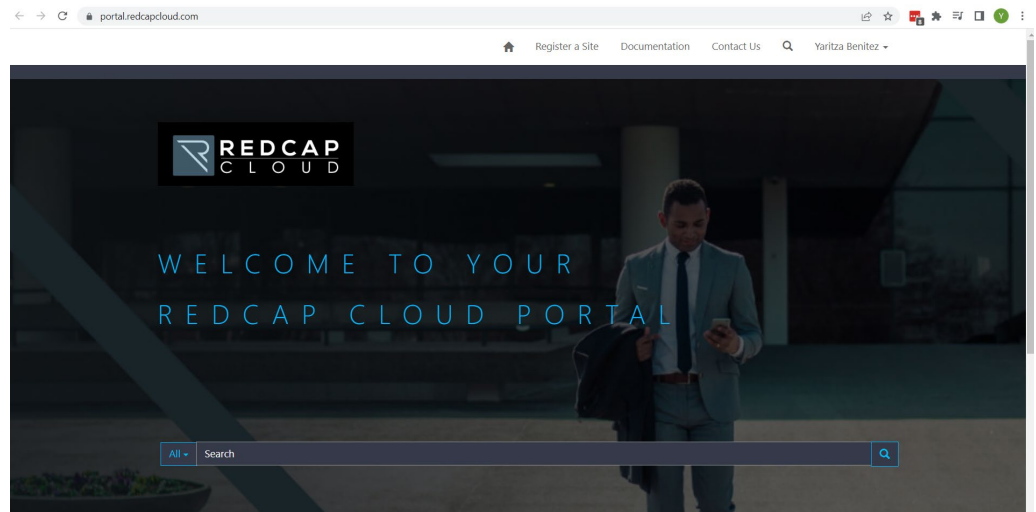 portal.redcapcloud.com
Y
Register a Site Documentation Contact Us Yaritza Benitez
REDCAP
CLOUD
WELCOME TO YOUR
REDCAP CLOUD PORTAL
All Search